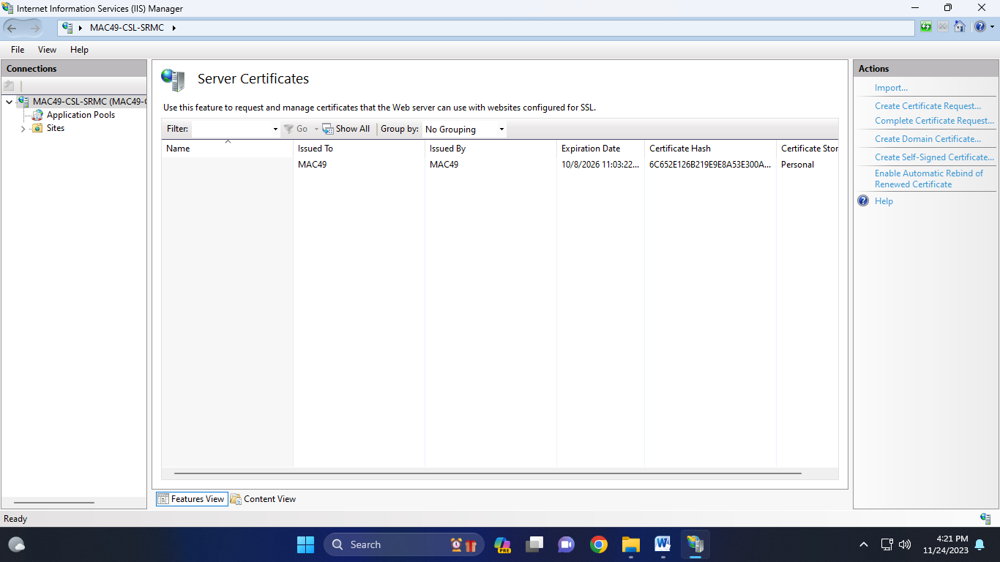 Internet Information Services (IIS) Manager
MAC49-CSL-SRMC
File View Help
Connections
MAC49-CSL-SRMC (MAC49-
Application Pools
Sites
Server Certificates
Use this feature to request and manage certificates that the Web server can use with websites configured for SSL.
Filter: Go Show All Group by: No Grouping
Name Issued To Issued By Expiration Date Certificate Hash Certificate Stor
MAC49 MAC49 10/8/2026 11:03:22... 6C652E126B219E9E8A53E300A... Personal
Features View Content View
Actions
Import...
Create Certificate Request...
Complete Certificate Request...
Create Domain Certificate...
Create Self-Signed Certificate...
Enable Automatic Rebind of
Renewed Certificate
Help
Ready
Search
PRE
4:21 PM
11/24/2023